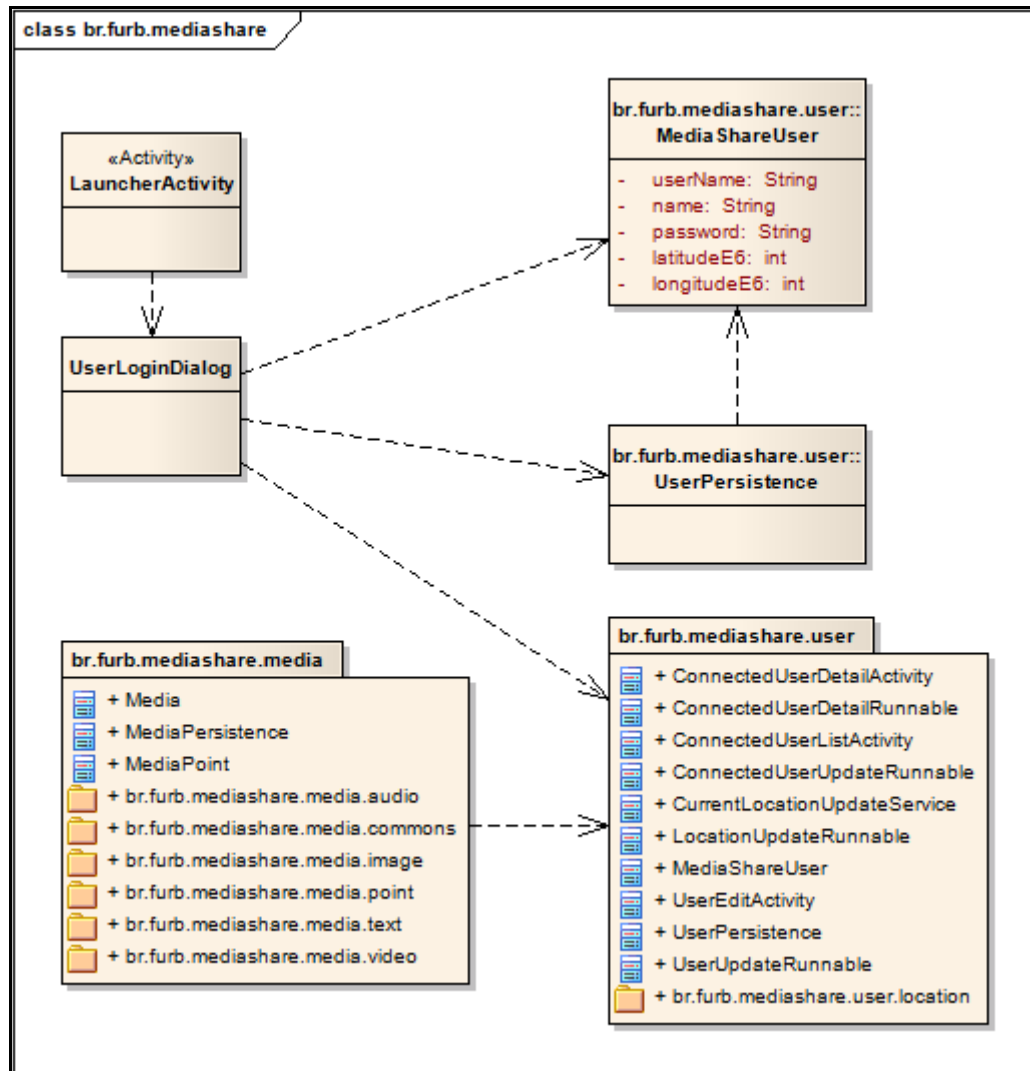 class br.furb.mediashare
«Activity»
LauncherActivity
UserLoginDialog
br.furb.mediashare.user::
MediaShareUser
- userName: String
- name: String
- password: String
- latitudeE6: int
- longitudeE6: int
br.furb.mediashare.user::
UserPersistence
br.furb.mediashare.media
+ Media
+ MediaPersistence
+ MediaPoint
+ br.furb.mediashare.media.audio
+ br.furb.mediashare.media.commons
+ br.furb.mediashare.media.image
+ br.furb.mediashare.media.point
+ br.furb.mediashare.media.text
+ br.furb.mediashare.media.video
br.furb.mediashare.user
+ ConnectedUserDetailActivity
+ ConnectedUserDetailRunnable
+ ConnectedUserListActivity
+ ConnectedUserUpdateRunnable
+ CurrentLocationUpdateService
+ LocationUpdateRunnable
+ MediaShareUser
+ UserEditActivity
+ UserPersistence
+ UserUpdateRunnable
+ br.furb.mediashare.user.location